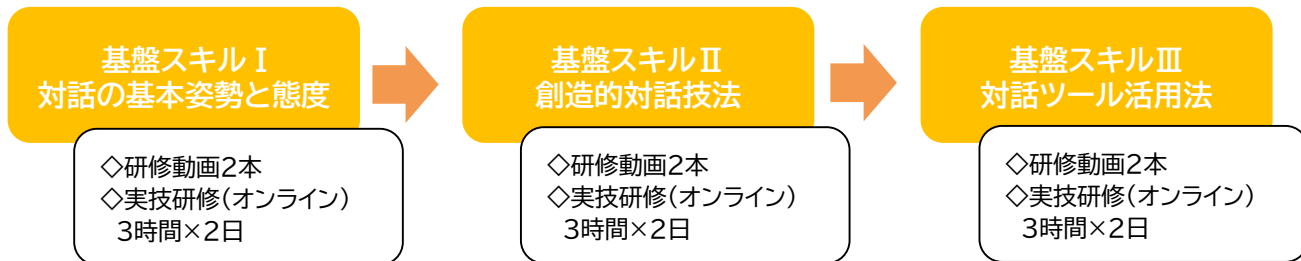 基盤スキルⅠ
対話の基本姿勢と態度
◇研修動画2本
◇実技研修(オンライン)
3時間×2日
基盤スキルⅡ
創造的対話技法
◇研修動画2本
◇実技研修(オンライン)
3時間×2日
基盤スキルⅢ
対話ツール活用法
◇研修動画2本
◇実技研修(オンライン)
3時間×2日